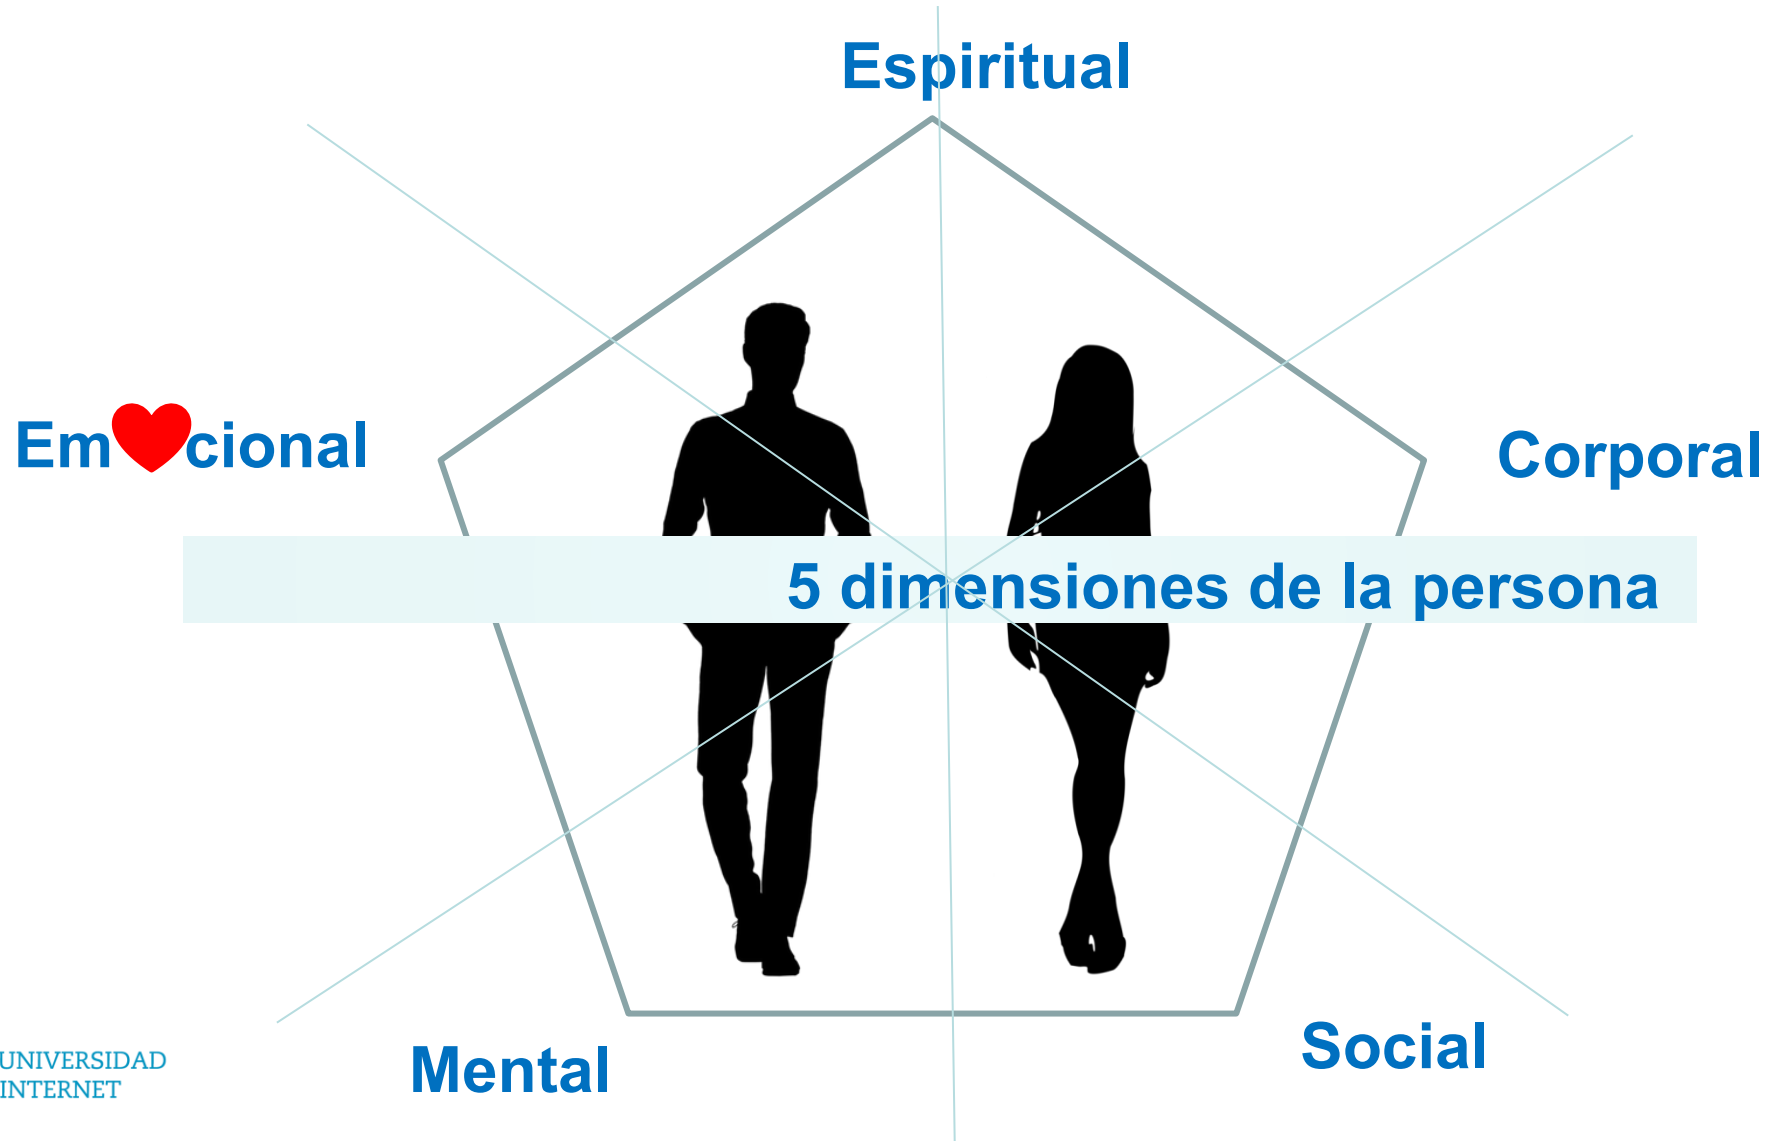 Espiritual
Em❤cional
Corporal
5 dimensiones de la persona
Mental
Social
UNIVERSIDAD
INTERNET